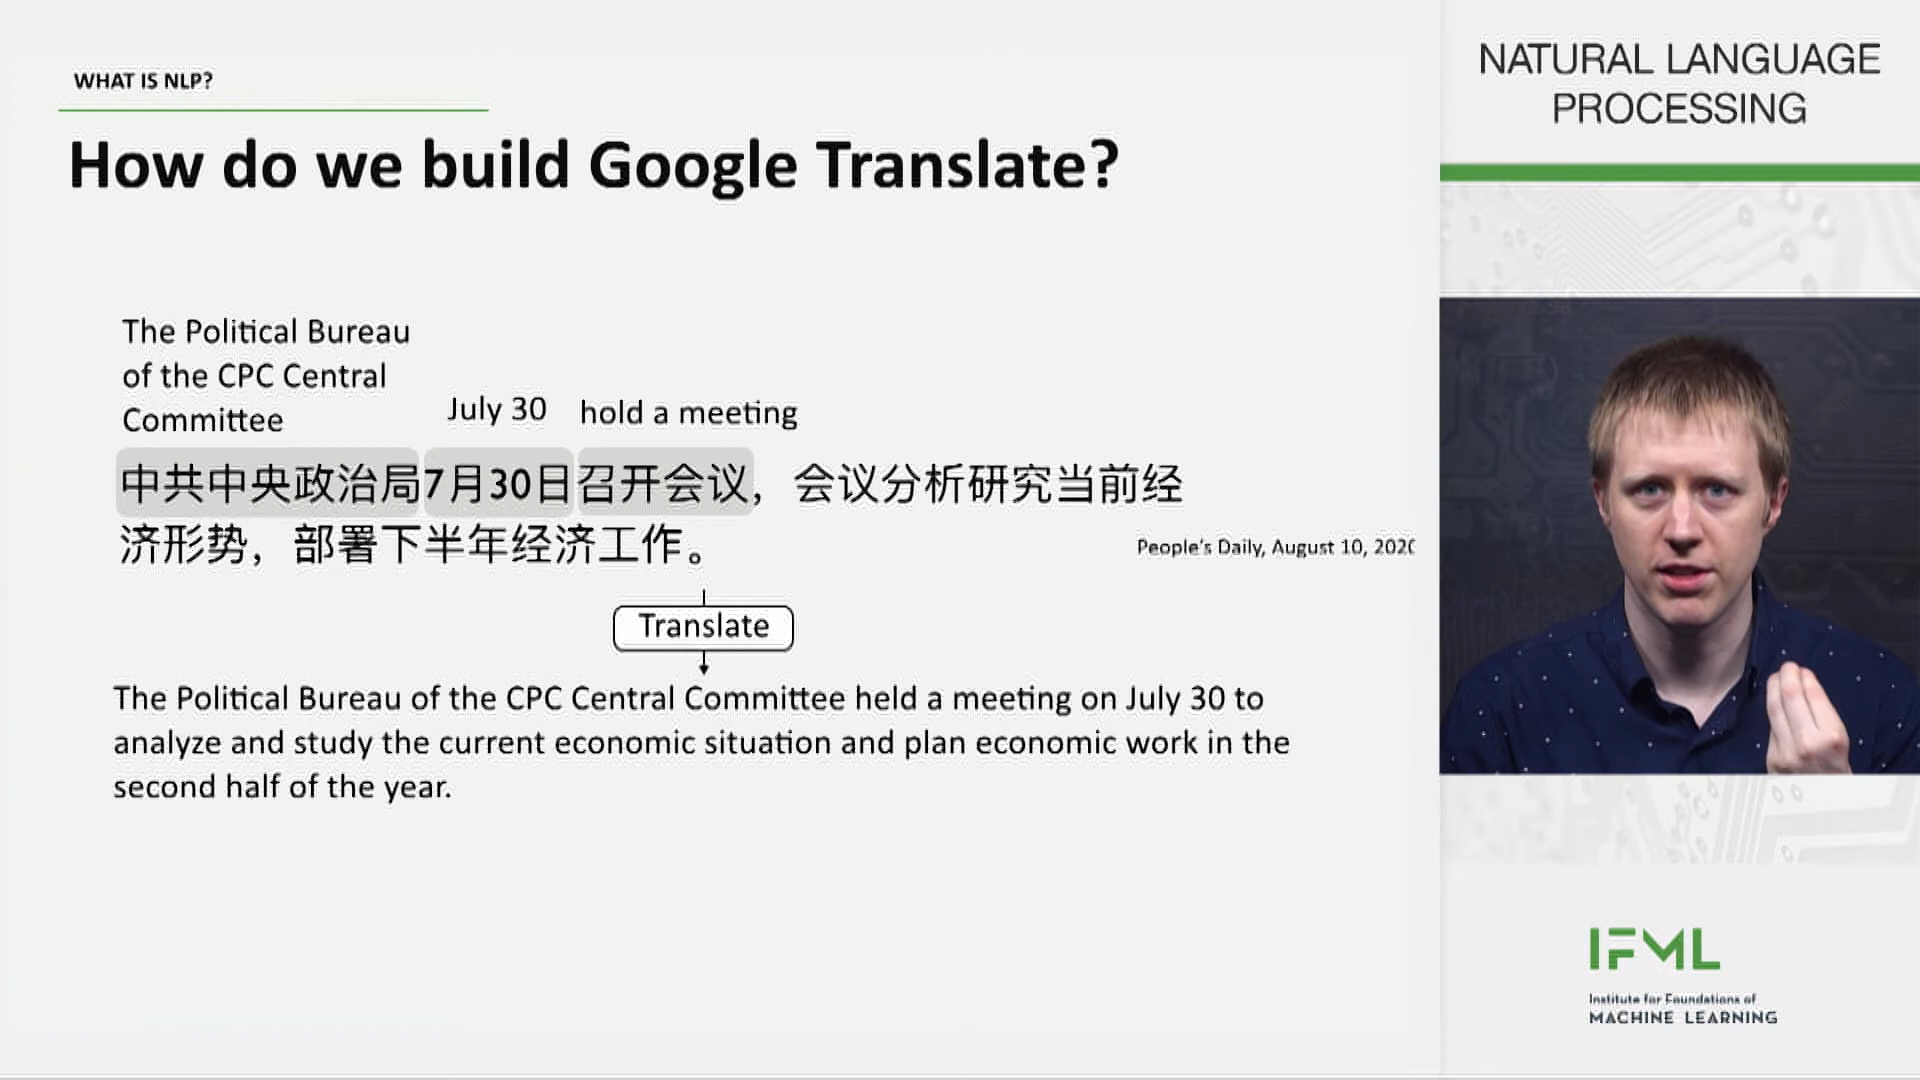 WHAT IS NLP?
How do we build Google Translate?
The Political Bureau
of the CPC Central
Committee
July 30
hold a meeting
中共中央政治局7月30日召开会议，会议分析研究当前经
济形势，部署下半年经济工作。
People's Daily, August 10, 2020
Translate
The Political Bureau of the CPC Central Committee held a meeting on July 30 to
analyze and study the current economic situation and plan economic work in the
second half of the year.
NATURAL LANGUAGE
PROCESSING
IFML
Institute for Foundations of
MACHINE LEARNING